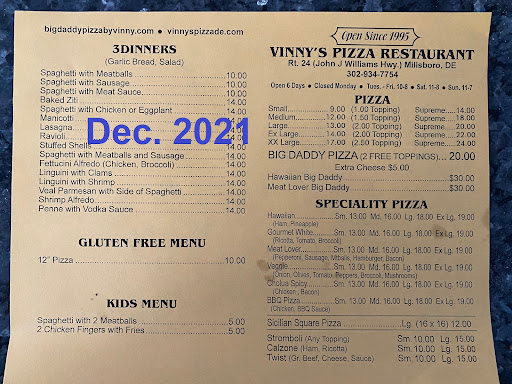 bigdaddypizzabyvinny.com ● vinnyspizzade.com
3DINNERS
(Garlic Bread, Salad)
Spaghetti with Meatballs 10.00
Spaghetti with Sausage 10.00
Spaghetti with Meat Sauce 10.00
Baked Ziti 14.00
Spaghetti with Chicken or Eggplant 14.00
Manicotti
Lasagna
Ravioli
Stuffed Shells 14.00
Spaghetti with Meatballs and Sausage 14.00
Fettucini Alfredo (Chicken, Broccoli) 14.00
Linguini with Clams 14.00
Linguini with Shrimp 14.00
Veal Parmesan with Side of Spaghetti 14.00
Shrimp Alfredo 14.00
Penne with Vodka Sauce 14.00
Dec. 2021
GLUTEN FREE MENU
12" Pizza 10.00
KIDS MENU
Spaghetti with 2 Meatballs 5.00
2 Chicken Fingers with Fries 5.00
Open Since 1995
VINNY'S PIZZA RESTAURANT
Rt. 24 (John J Williams Hwy.) Millsboro, DE
302-934-7754
Open 6 Days ● Closed Monday ● Tues. - Fri. 10-8 Sat. 11-8 ● Sun. 11-7
PIZZA
Small 9.00 (1.00 Topping) Supreme 14.00
Medium 12.00 (1.50 Topping) Supreme 18.00
Large 13.00 (2.00 Topping) Supreme 20.00
Ex Large 14.00 (2.00 Topping) Supreme 22.00
XX Large 17.00 (2.50 Topping) Supreme 24.00
BIG DADDY PIZZA (2 FREE TOPPINGS) 20.00
Extra Cheese $5.00
Hawaiian Big Daddy $30.00
Meat Lover Big Daddy $30.00
SPECIALITY PIZZA
Hawaiian Sm. 13.00 Md. 16.00 Lg. 18.00 Ex Lg. 19.00
(Ham, Pineapple)
Gourmet White Sm. 13.00 Md. 16.00 Lg. 18.00 Ex Lg. 19.00
(Ricotta, Tomato, Broccoli)
Meat Lover Sm. 13.00 Md. 16.00 Lg. 18.00 Ex Lg. 19.00
(Pepperoni, Sausage, Mtballs, Hamburger, Bacon)
Veggie Sm. 13.00 Md. 16.00 Lg. 18.00 Ex Lg. 19.00
(Onion, Olives, Tomato, Peppers, Broccoli, Mushrooms)
Cholua Spicy Sm. 13.00 Md. 16.00 Lg. 18.00 Ex Lg. 19.00
(Chicken, Bacon)
BBQ Pizza Sm. 13.00 Md. 16.00 Lg. 18.00 Ex Lg. 19.00
(Chicken, BBQ Sauce)
Sicilian Square Pizza Lg. (16 x 16) 12.00
Stromboli (Any Topping) Sm. 10.00 Lg. 15.00
Calzone (Ham, Ricotta) Sm. 10.00 Lg. 15.00
Twist (Gr. Beef, Cheese, Sauce) Sm. 10.00 Lg. 15.00